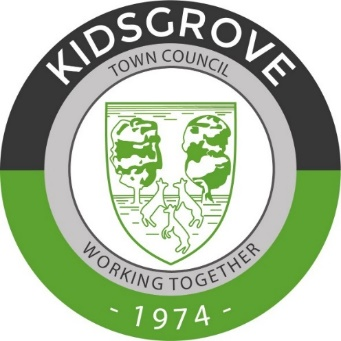 KIDSGROVE
TOWN COUNCIL
WORKING TOGETHER
- 1974 -